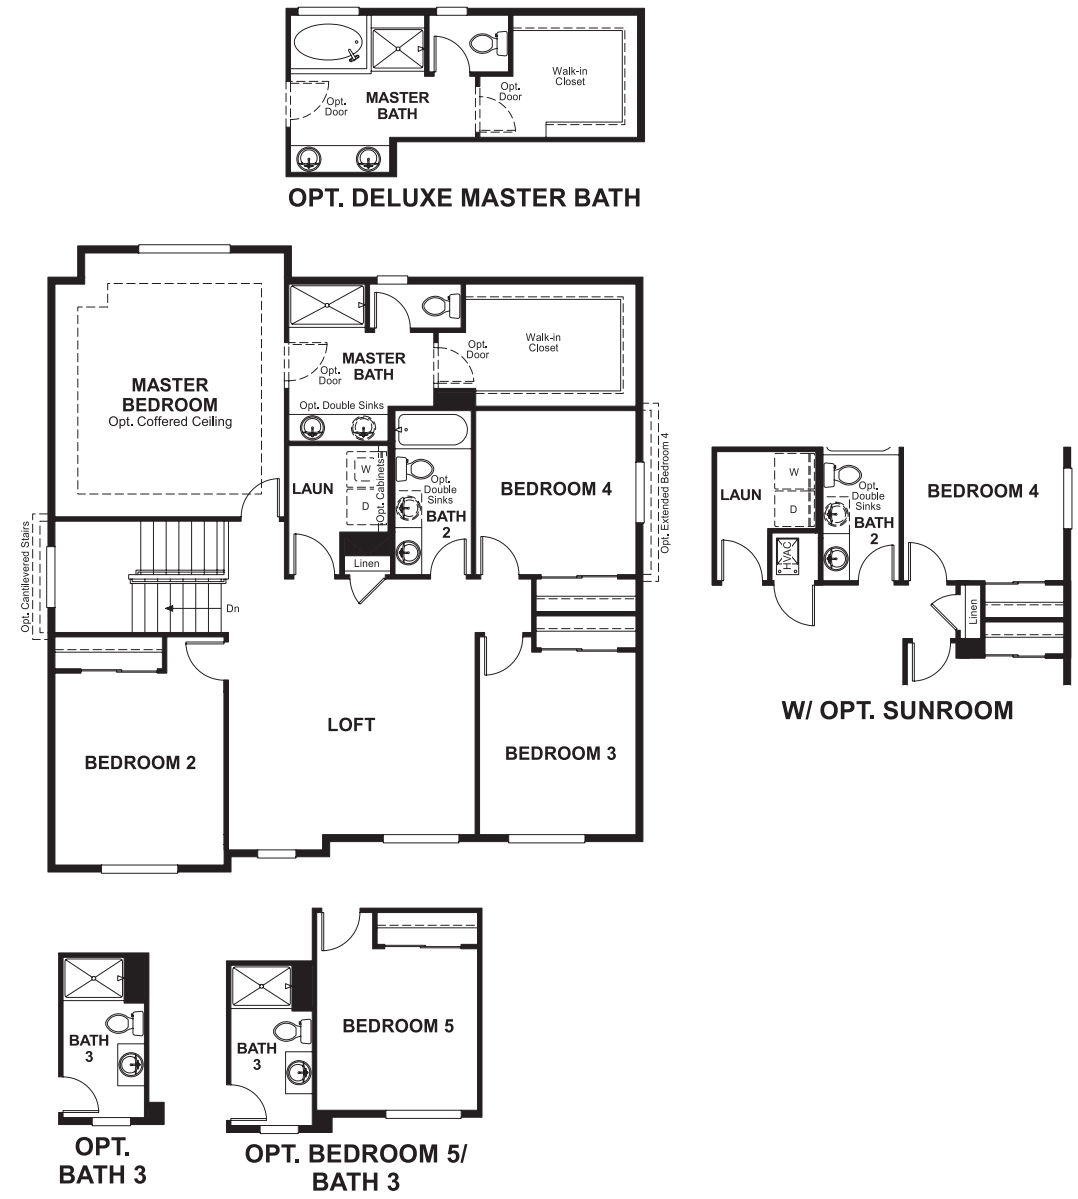 Opt.
Door
MASTER
BATH
Opt.
Door
Walk-in
Closet
OPT. DELUXE MASTER BATH
MASTER
BEDROOM
Opt. Coffered Ceiling
Opt.
Door
MASTER
BATH
Opt.
Door
Walk-in
Closet
Opt. Double Sinks
LAUN
W
D
Opt. Cabinets
Opt.
Double
Sinks
BATH
2
Linen
BEDROOM 4
Opt. Extended Bedroom 4
Opt. Cantilevered Stairs
Dn
LOFT
BEDROOM 2
BEDROOM 3
LAUN
W
D
HVAC
Opt.
Double
Sinks
BATH
2
BEDROOM 4
Linen
W/ OPT. SUNROOM
BATH
3
OPT.
BATH 3
BATH
3
BEDROOM 5
OPT. BEDROOM 5/
BATH 3